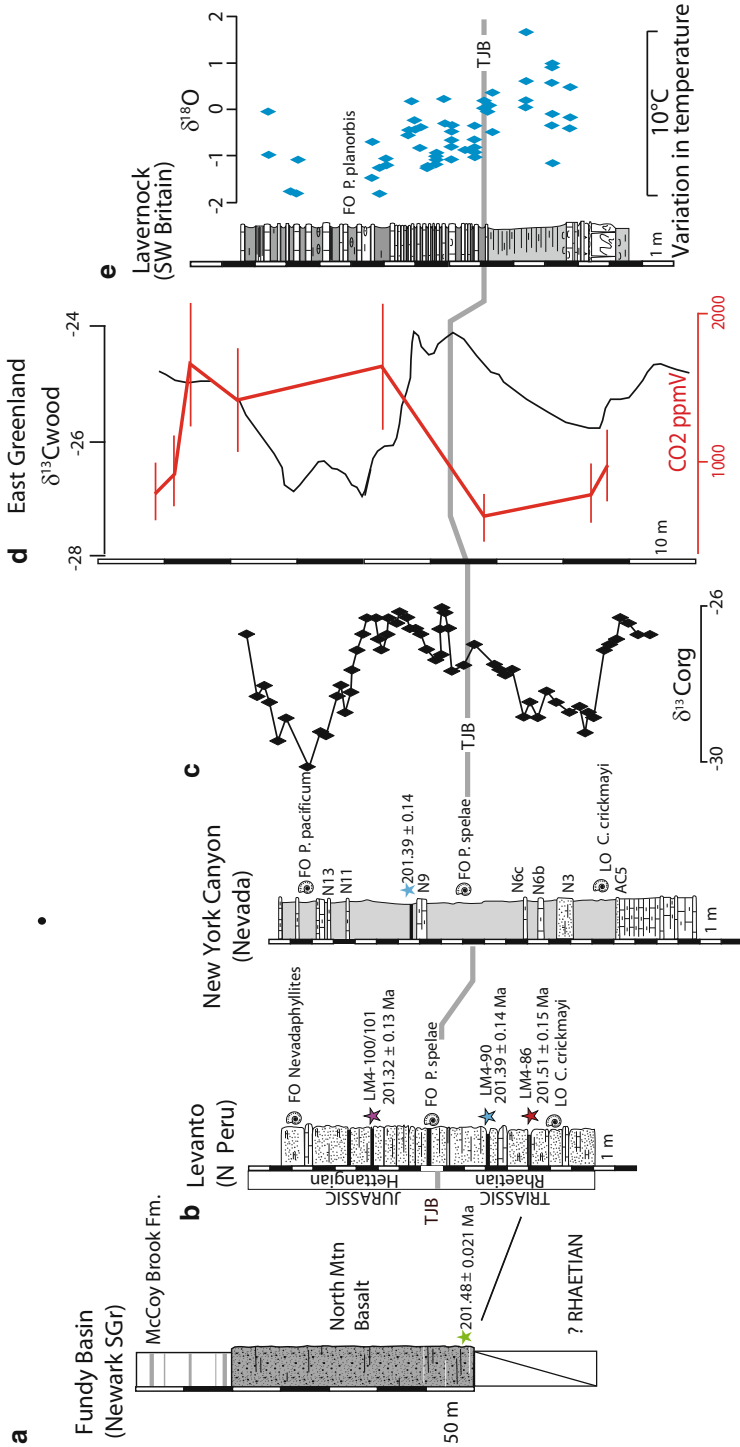 a
Fundy Basin
(Newark SGr)
McCoy Brook Fm.
North Mtn
Basalt
201.48± 0.021 Ma
50 m
? RHAETIAN
b
Levanto
(N Peru)
JURASSIC
Hettangian
TJB
TRIASSIC
Rhaetian
FO Nevadaphyllites
LM4-100/101
201.32 ± 0.13 Ma
FO P. spelae
LM4-90
201.39 ± 0.14 Ma
LM4-86
201.51 ± 0.15 Ma
LO C. crickmayi
1 m
New York Canyon
(Nevada)
FO P. pacificum
N13
N11
201.39 ± 0.14
N9
FO P. spelae
N6c
N6b
N3
LO C. crickmayi
AC5
1 m
c
TJB
-30
-26
δ13Corg
d
East Greenland
δ13Cwood
-28
-26
-24
10 m
1000
2000
CO2 ppmV
e
Lavernock
(SW Britain)
δ18O
-2
-1
0
1
2
FO P. planorbis
TJB
1 m
10°C
Variation in temperature